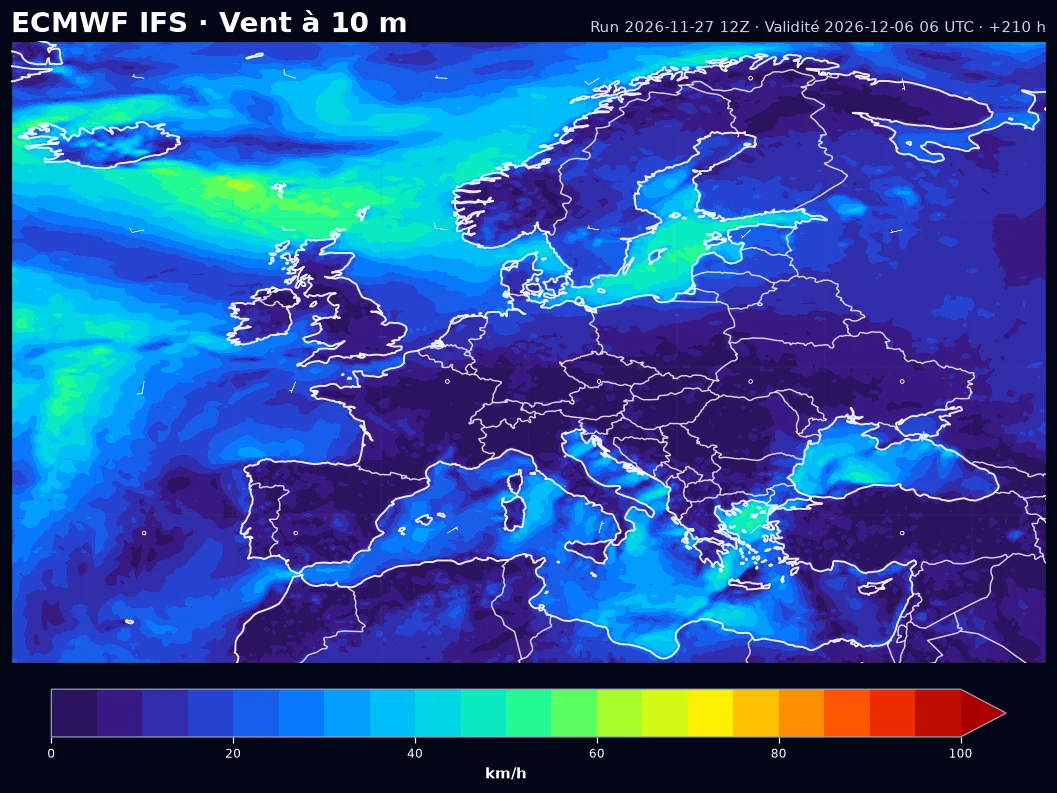 ECMWF IFS · Vent à 10 m
Run 2026-11-27 12Z · Validité 2026-12-06 06 UTC · +210 h
0 20 40 60 80 100
km/h